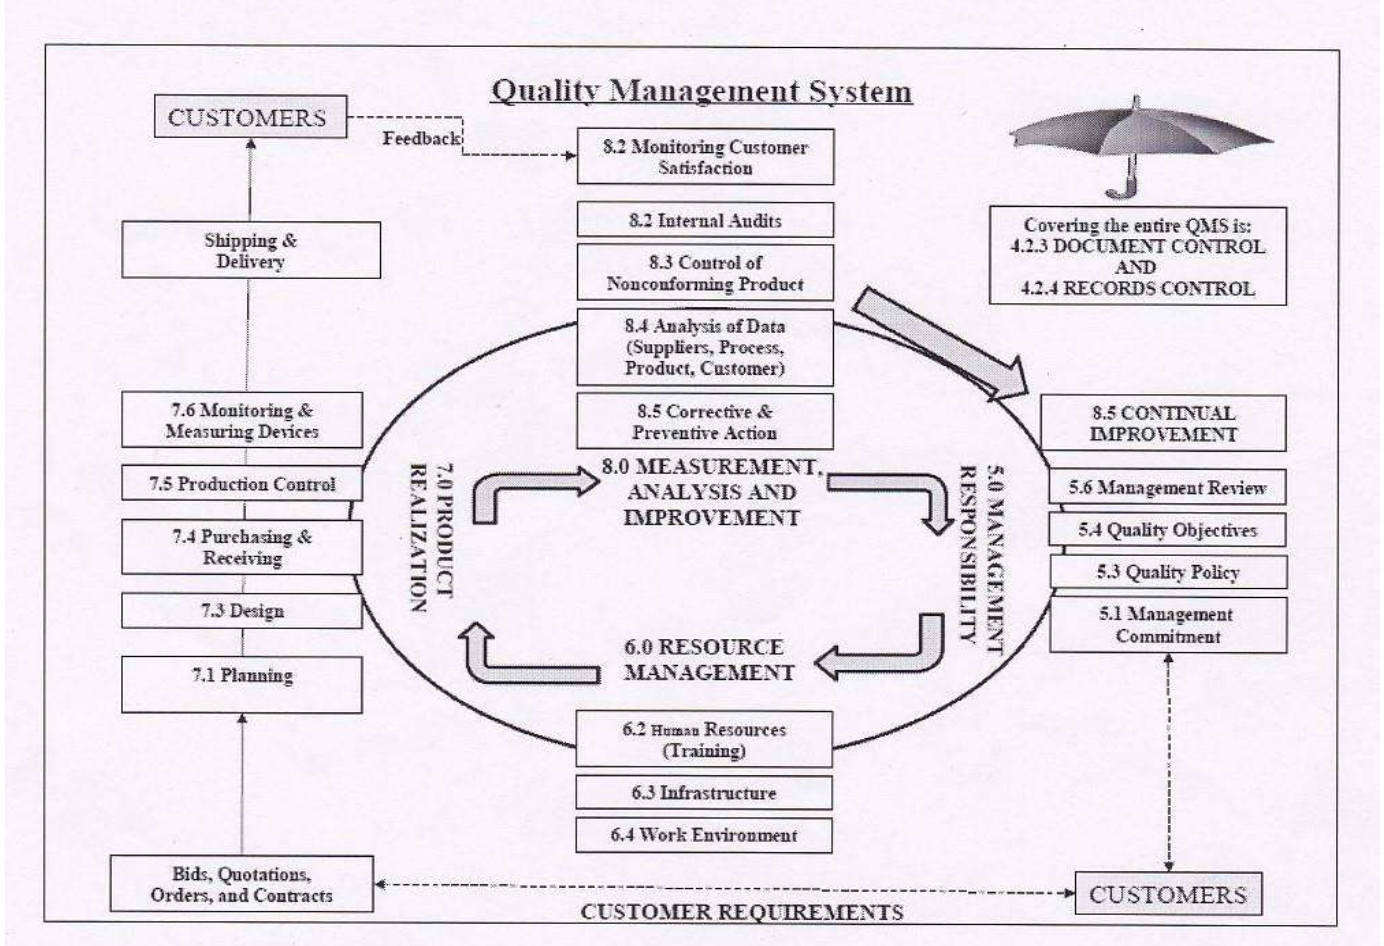 Quality Management System
CUSTOMERS
Feedback
8.2 Monitoring Customer
Satisfaction
8.2 Internal Audits
8.3 Control of
Nonconforming Product
8.4 Analysis of Data
(Suppliers, Process,
Product, Customer)
8.5 Corrective &
Preventive Action
Covering the entire QMS is:
4.2.3 DOCUMENT CONTROL
AND
4.2.4 RECORDS CONTROL
Shipping &
Delivery
7.6 Monitoring &
Measuring Devices
7.5 Production Control
7.4 Purchasing &
Receiving
7.3 Design
7.1 Planning
7.0 PRODUCT
REALIZATION
8.0 MEASUREMENT,
ANALYSIS AND
IMPROVEMENT
5.0 MANAGEMENT
RESPONSIBILITY
8.5 CONTINUAL
IMPROVEMENT
5.6 Management Review
5.4 Quality Objectives
5.3 Quality Policy
5.1 Management
Commitment
6.0 RESOURCE
MANAGEMENT
6.2 Human Resources
(Training)
6.3 Infrastructure
6.4 Work Environment
Bids, Quotations,
Orders, and Contracts
CUSTOMER REQUIREMENTS
CUSTOMERS